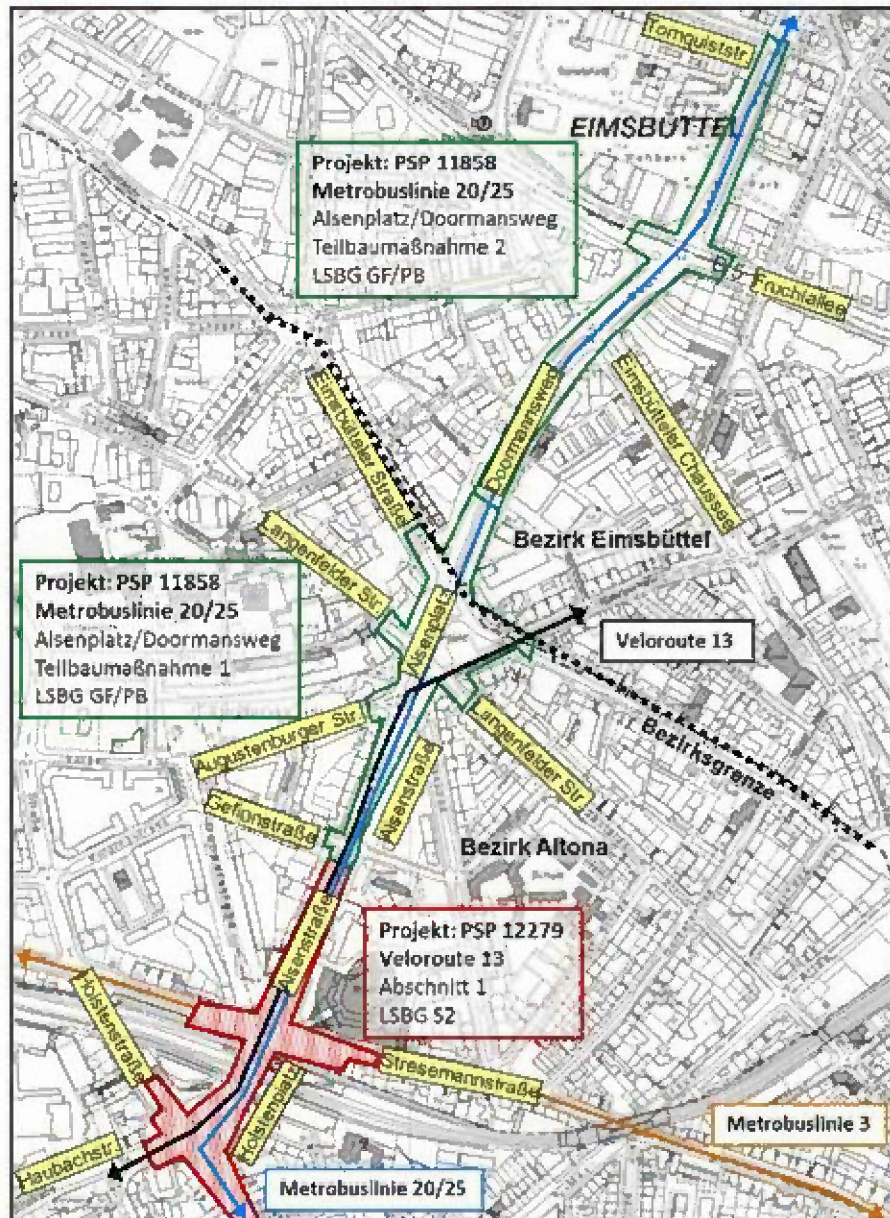 Tornquiststr.
EIMSBÜTTEL
Projekt: PSP 11858
Metrobuslinie 20/25
Alsenplatz/Doormansweg
Teilbaumaßnahme 2
LSBG GF/PB
Fruchtallee
Eimsbütteler Straße
Doormannsweg
Eimsbütteler Chaussee
Langenfelder Str.
Bezirk Eimsbüttel
Projekt: PSP 11858
Metrobuslinie 20/25
Alsenplatz/Doormansweg
Teilbaumaßnahme 1
LSBG GF/PB
Alsenplatz
Veloroute 13
Augustenburger Str.
Langenfelder Str.
Bezirksgrenze
Gefionstraße
Alsenstraße
Bezirk Altona
Alsenstraße
Projekt: PSP 12279
Veloroute 13
Abschnitt 1
LSBG S2
Holstenstraße
Holstenplatz
Stresemannstraße
Metrobuslinie 3
Haubachstr.
Metrobuslinie 20/25